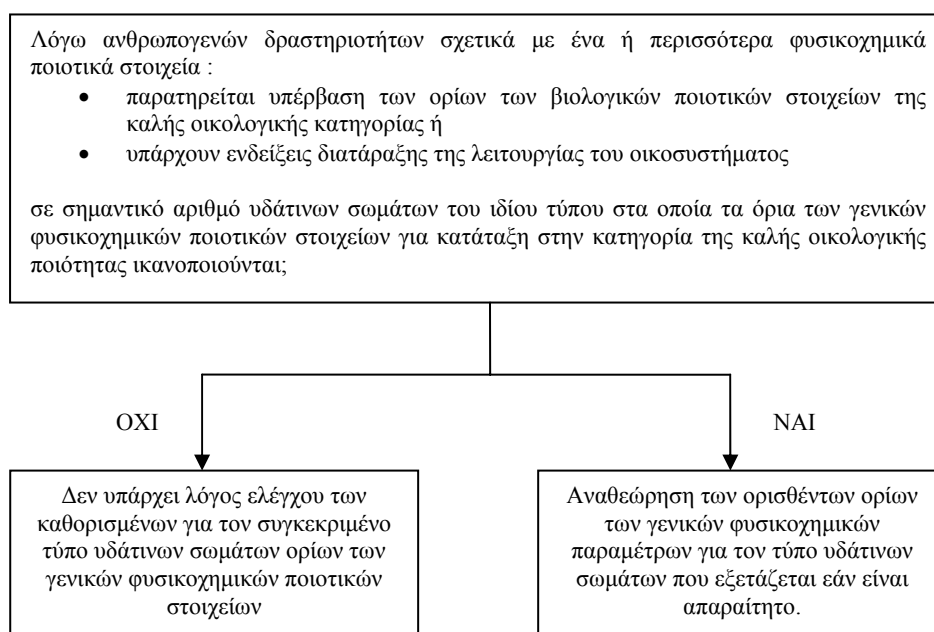 Λόγω ανθρωπογενών δραστηριοτήτων σχετικά με ένα ή περισσότερα φυσικοχημικά
ποιοτικά στοιχεία :
• παρατηρείται υπέρβαση των ορίων των βιολογικών ποιοτικών στοιχείων της
καλής οικολογικής κατηγορίας ή
• υπάρχουν ενδείξεις διατάραξης της λειτουργίας του οικοσυστήματος
σε σημαντικό αριθμό υδάτινων σωμάτων του ιδίου τύπου στα οποία τα όρια των γενικών
φυσικοχημικών ποιοτικών στοιχείων για κατάταξη στην κατηγορία της καλής οικολογικής
ποιότητας ικανοποιούνται;
ΟΧΙ
ΝΑΙ
Δεν υπάρχει λόγος ελέγχου των
καθορισμένων για τον συγκεκριμένο
τύπο υδάτινων σωμάτων ορίων των
γενικών φυσικοχημικών ποιοτικών
στοιχείων
Αναθεώρηση των ορισθέντων ορίων
των γενικών φυσικοχημικών
παραμέτρων για τον τύπο υδάτινων
σωμάτων που εξετάζεται εάν είναι
απαραίτητο.